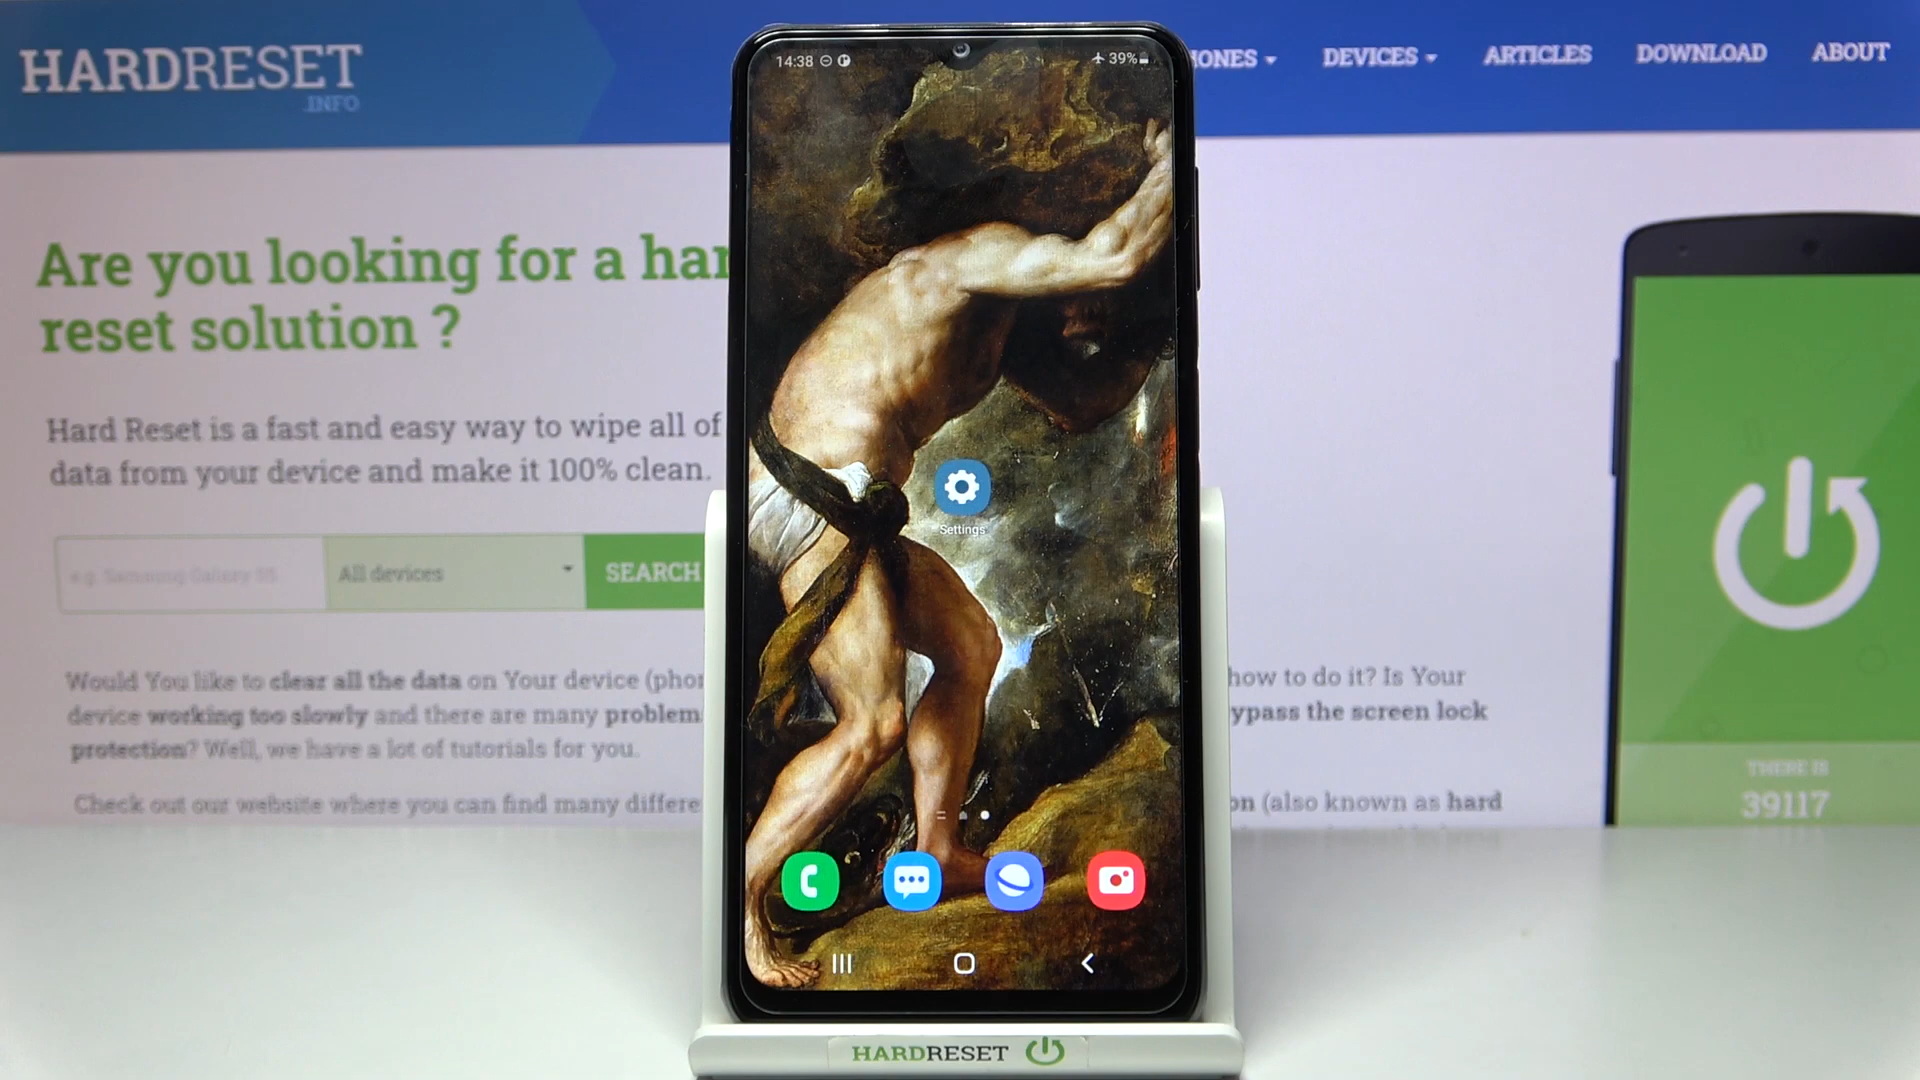 HARDRESET
.INFO
HONES DEVICES ARTICLES DOWNLOAD ABOUT
14:38 39%
Are you looking for a har
reset solution ?
Hard Reset is a fast and easy way to wipe all of
data from your device and make it 100% clean.
e.g. Samsung Galaxy S5 All devices SEARCH
Settings
Would You like to clear all the data on Your device (phon how to do it? Is Your
device working too slowly and there are many problem ypass the screen lock
protection? Well, we have a lot of tutorials for you.
Check out our website where you can find many differe on (also known as hard
THERE IS
39117
HARDRESET